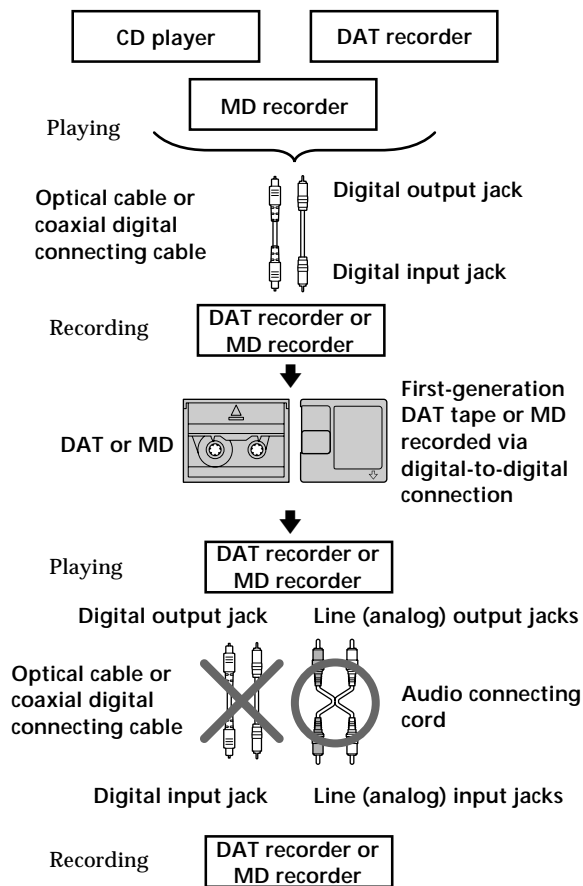 CD player
DAT recorder
MD recorder
Playing
Optical cable or
coaxial digital
connecting cable
Digital output jack
Digital input jack
Recording
DAT recorder or
MD recorder
DAT or MD
First-generation
DAT tape or MD
recorded via
digital-to-digital
connection
Playing
DAT recorder or
MD recorder
Digital output jack
Line (analog) output jacks
Optical cable or
coaxial digital
connecting cable
Audio connecting
cord
Digital input jack
Line (analog) input jacks
Recording
DAT recorder or
MD recorder